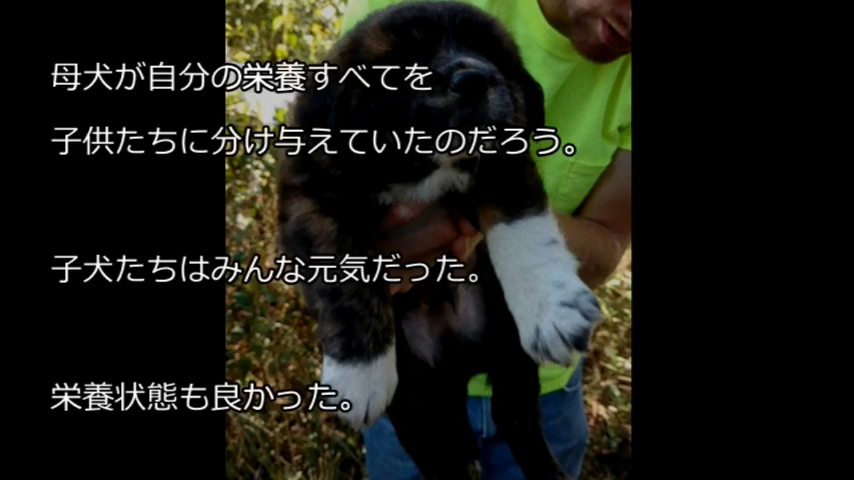 母犬が自分の栄養すべてを
子供たちに分け与えていたのだろう。
子犬たちはみんな元気だった。
栄養状態も良かった。